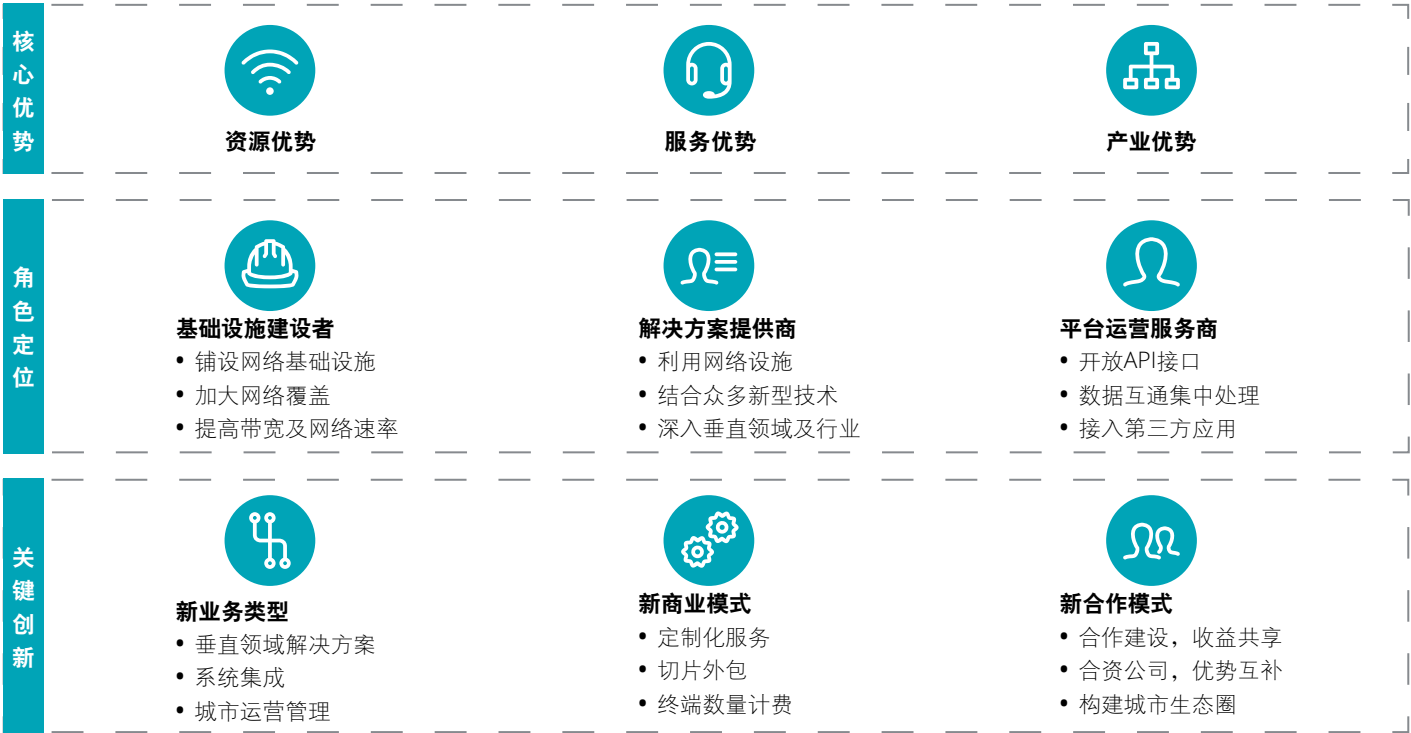 核心优势
资源优势
服务优势
产业优势
角色定位
基础设施建设者
• 铺设网络基础设施
• 加大网络覆盖
• 提高带宽及网络速率
解决方案提供商
• 利用网络设施
• 结合众多新型技术
• 深入垂直领域及行业
平台运营服务商
• 开放API接口
• 数据互通集中处理
• 接入第三方应用
关键创新
新业务类型
• 垂直领域解决方案
• 系统集成
• 城市运营管理
新商业模式
• 定制化服务
• 切片外包
• 终端数量计费
新合作模式
• 合作建设，收益共享
• 合资公司，优势互补
• 构建城市生态圈